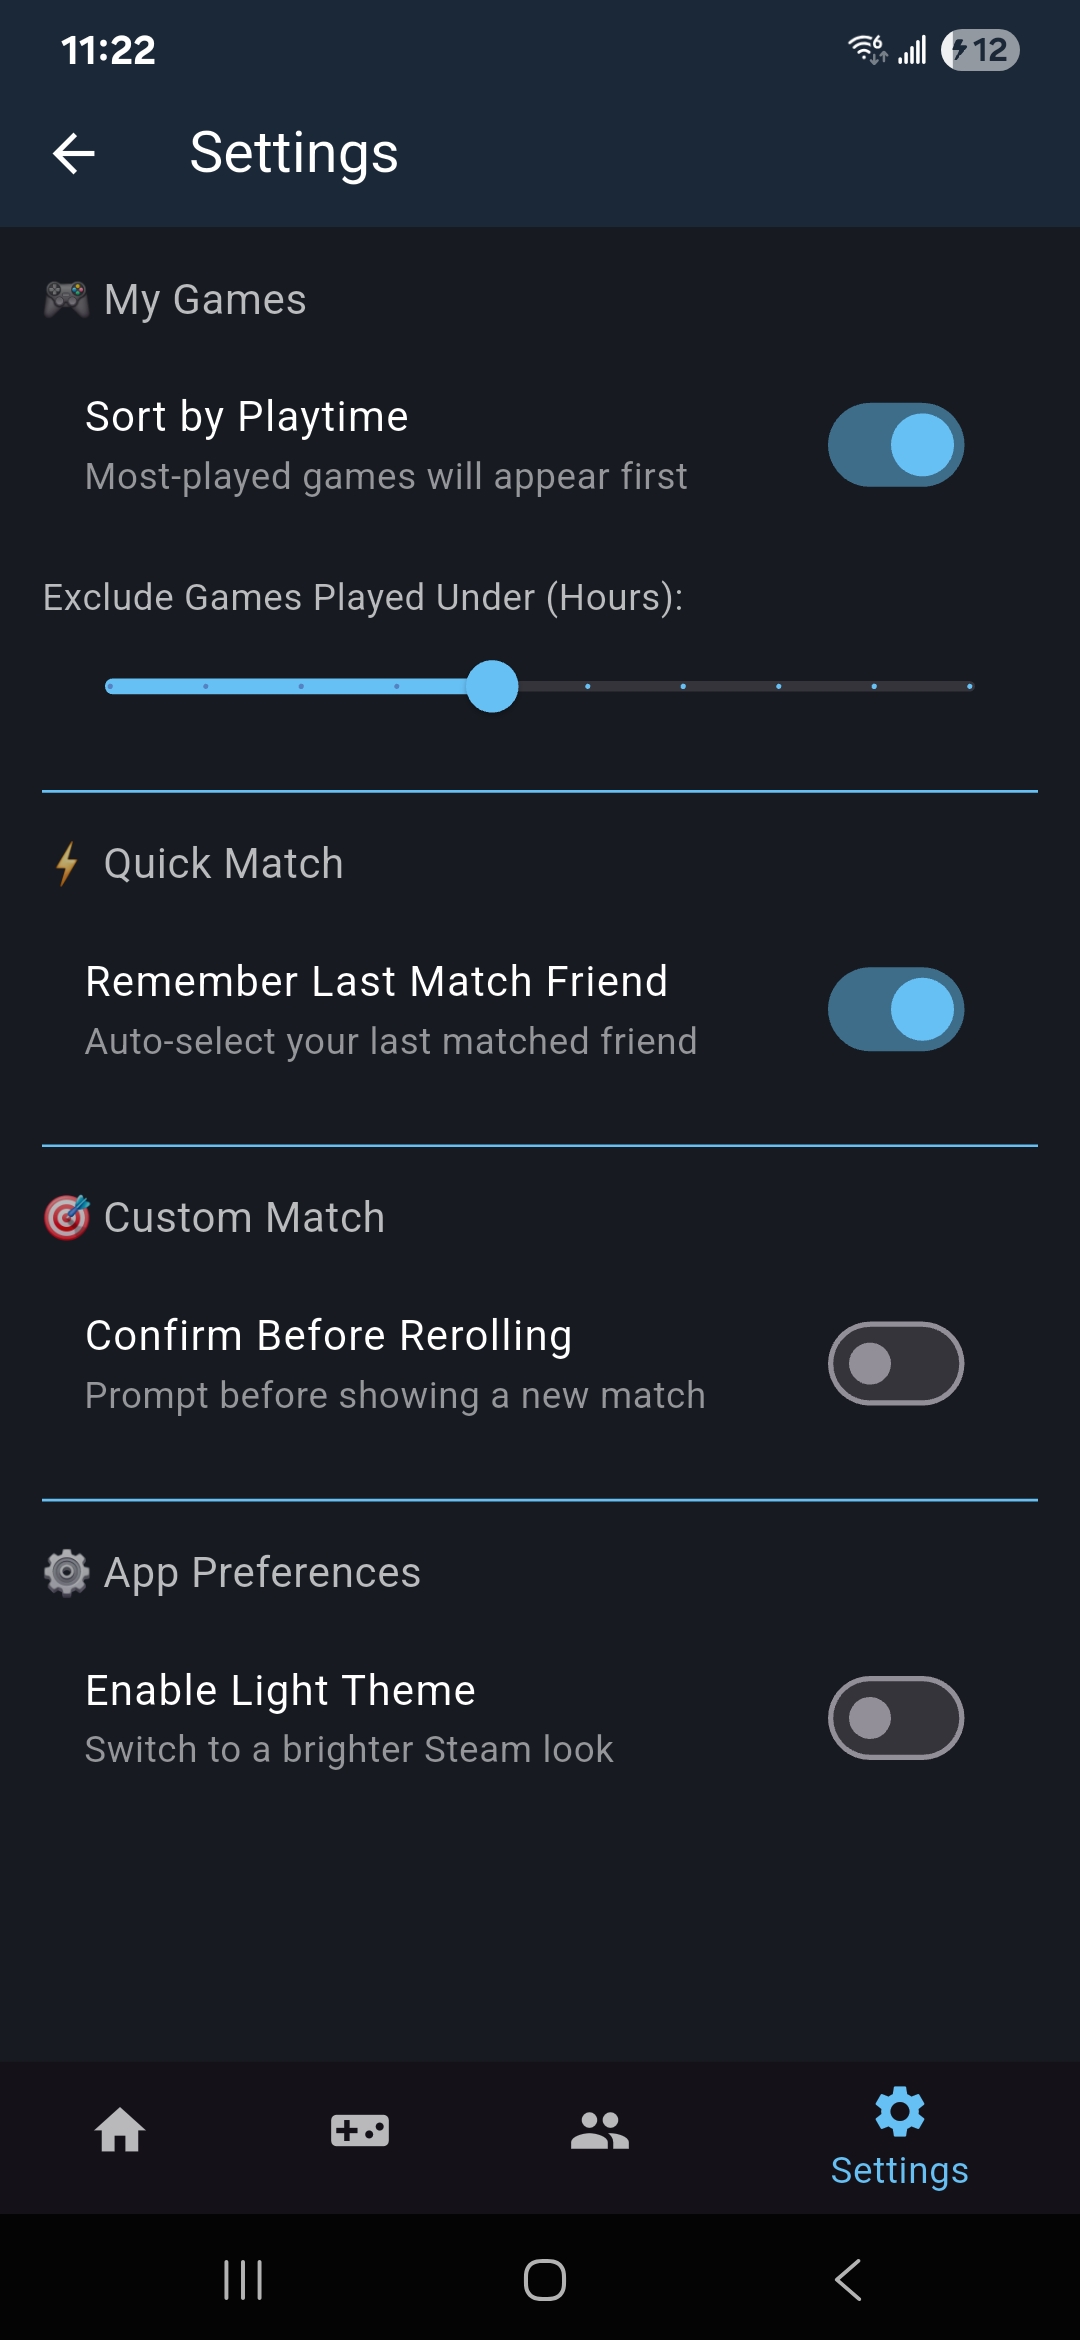 11:22
6
12
Settings
🎮 My Games
Sort by Playtime
Most-played games will appear first
Exclude Games Played Under (Hours):
⚡ Quick Match
Remember Last Match Friend
Auto-select your last matched friend
🎯 Custom Match
Confirm Before Rerolling
Prompt before showing a new match
⚙️ App Preferences
Enable Light Theme
Switch to a brighter Steam look
Settings